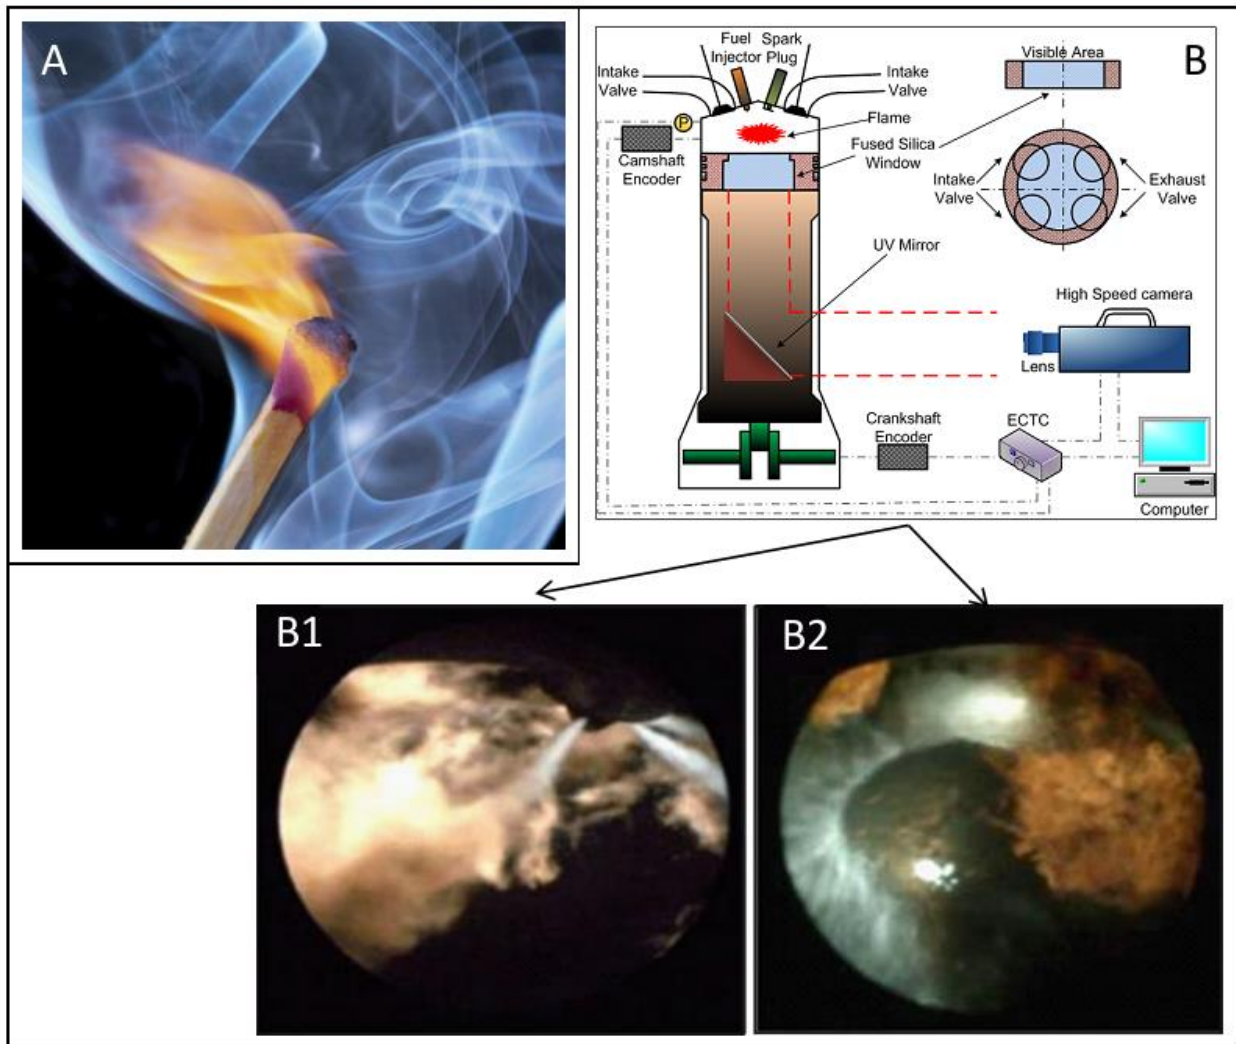 A
B
Fuel Spark
Injector Plug
Intake
Valve
Intake
Valve
P
Camshaft
Encoder
Flame
Fused Silica
Window
Visible Area
Intake
Valve
Exhaust
Valve
UV Mirror
High Speed camera
Lens
Crankshaft
Encoder
ECTC
Computer
B1
B2